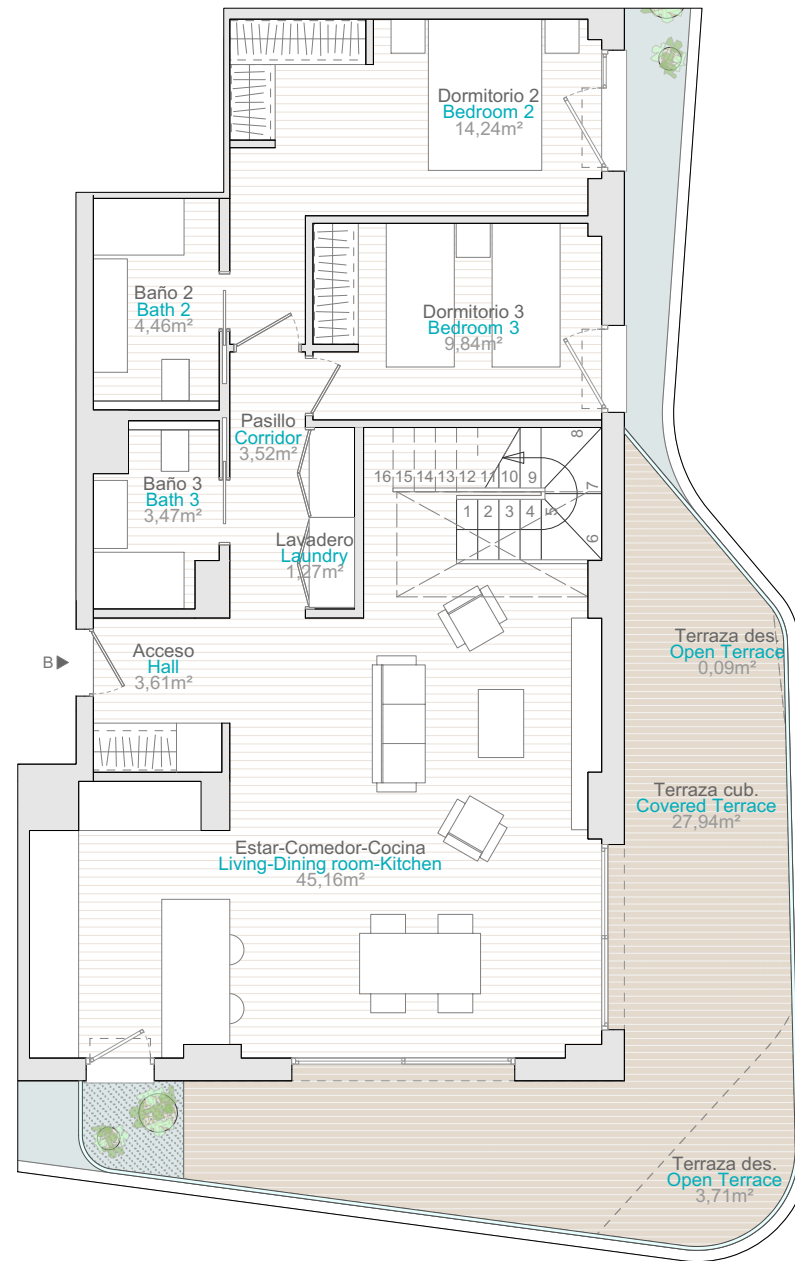 Dormitorio 2
Bedroom 2
14,24m²
Baño 2
Bath 2
4,46m²
Dormitorio 3
Bedroom 3
9,84m²
Pasillo
Corridor
3,52m²
Baño 3
Bath 3
3,47m²
16 15 14 13 12 11 10 9
8
7
1 2 3 4 5
6
Lavadero
Laundry
1,27m²
Acceso
Hall
3,61m²
B
Terraza des.
Open Terrace
0,09m²
Terraza cub.
Covered Terrace
27,94m²
Estar-Comedor-Cocina
Living-Dining room-Kitchen
45,16m²
Terraza des.
Open Terrace
3,71m²